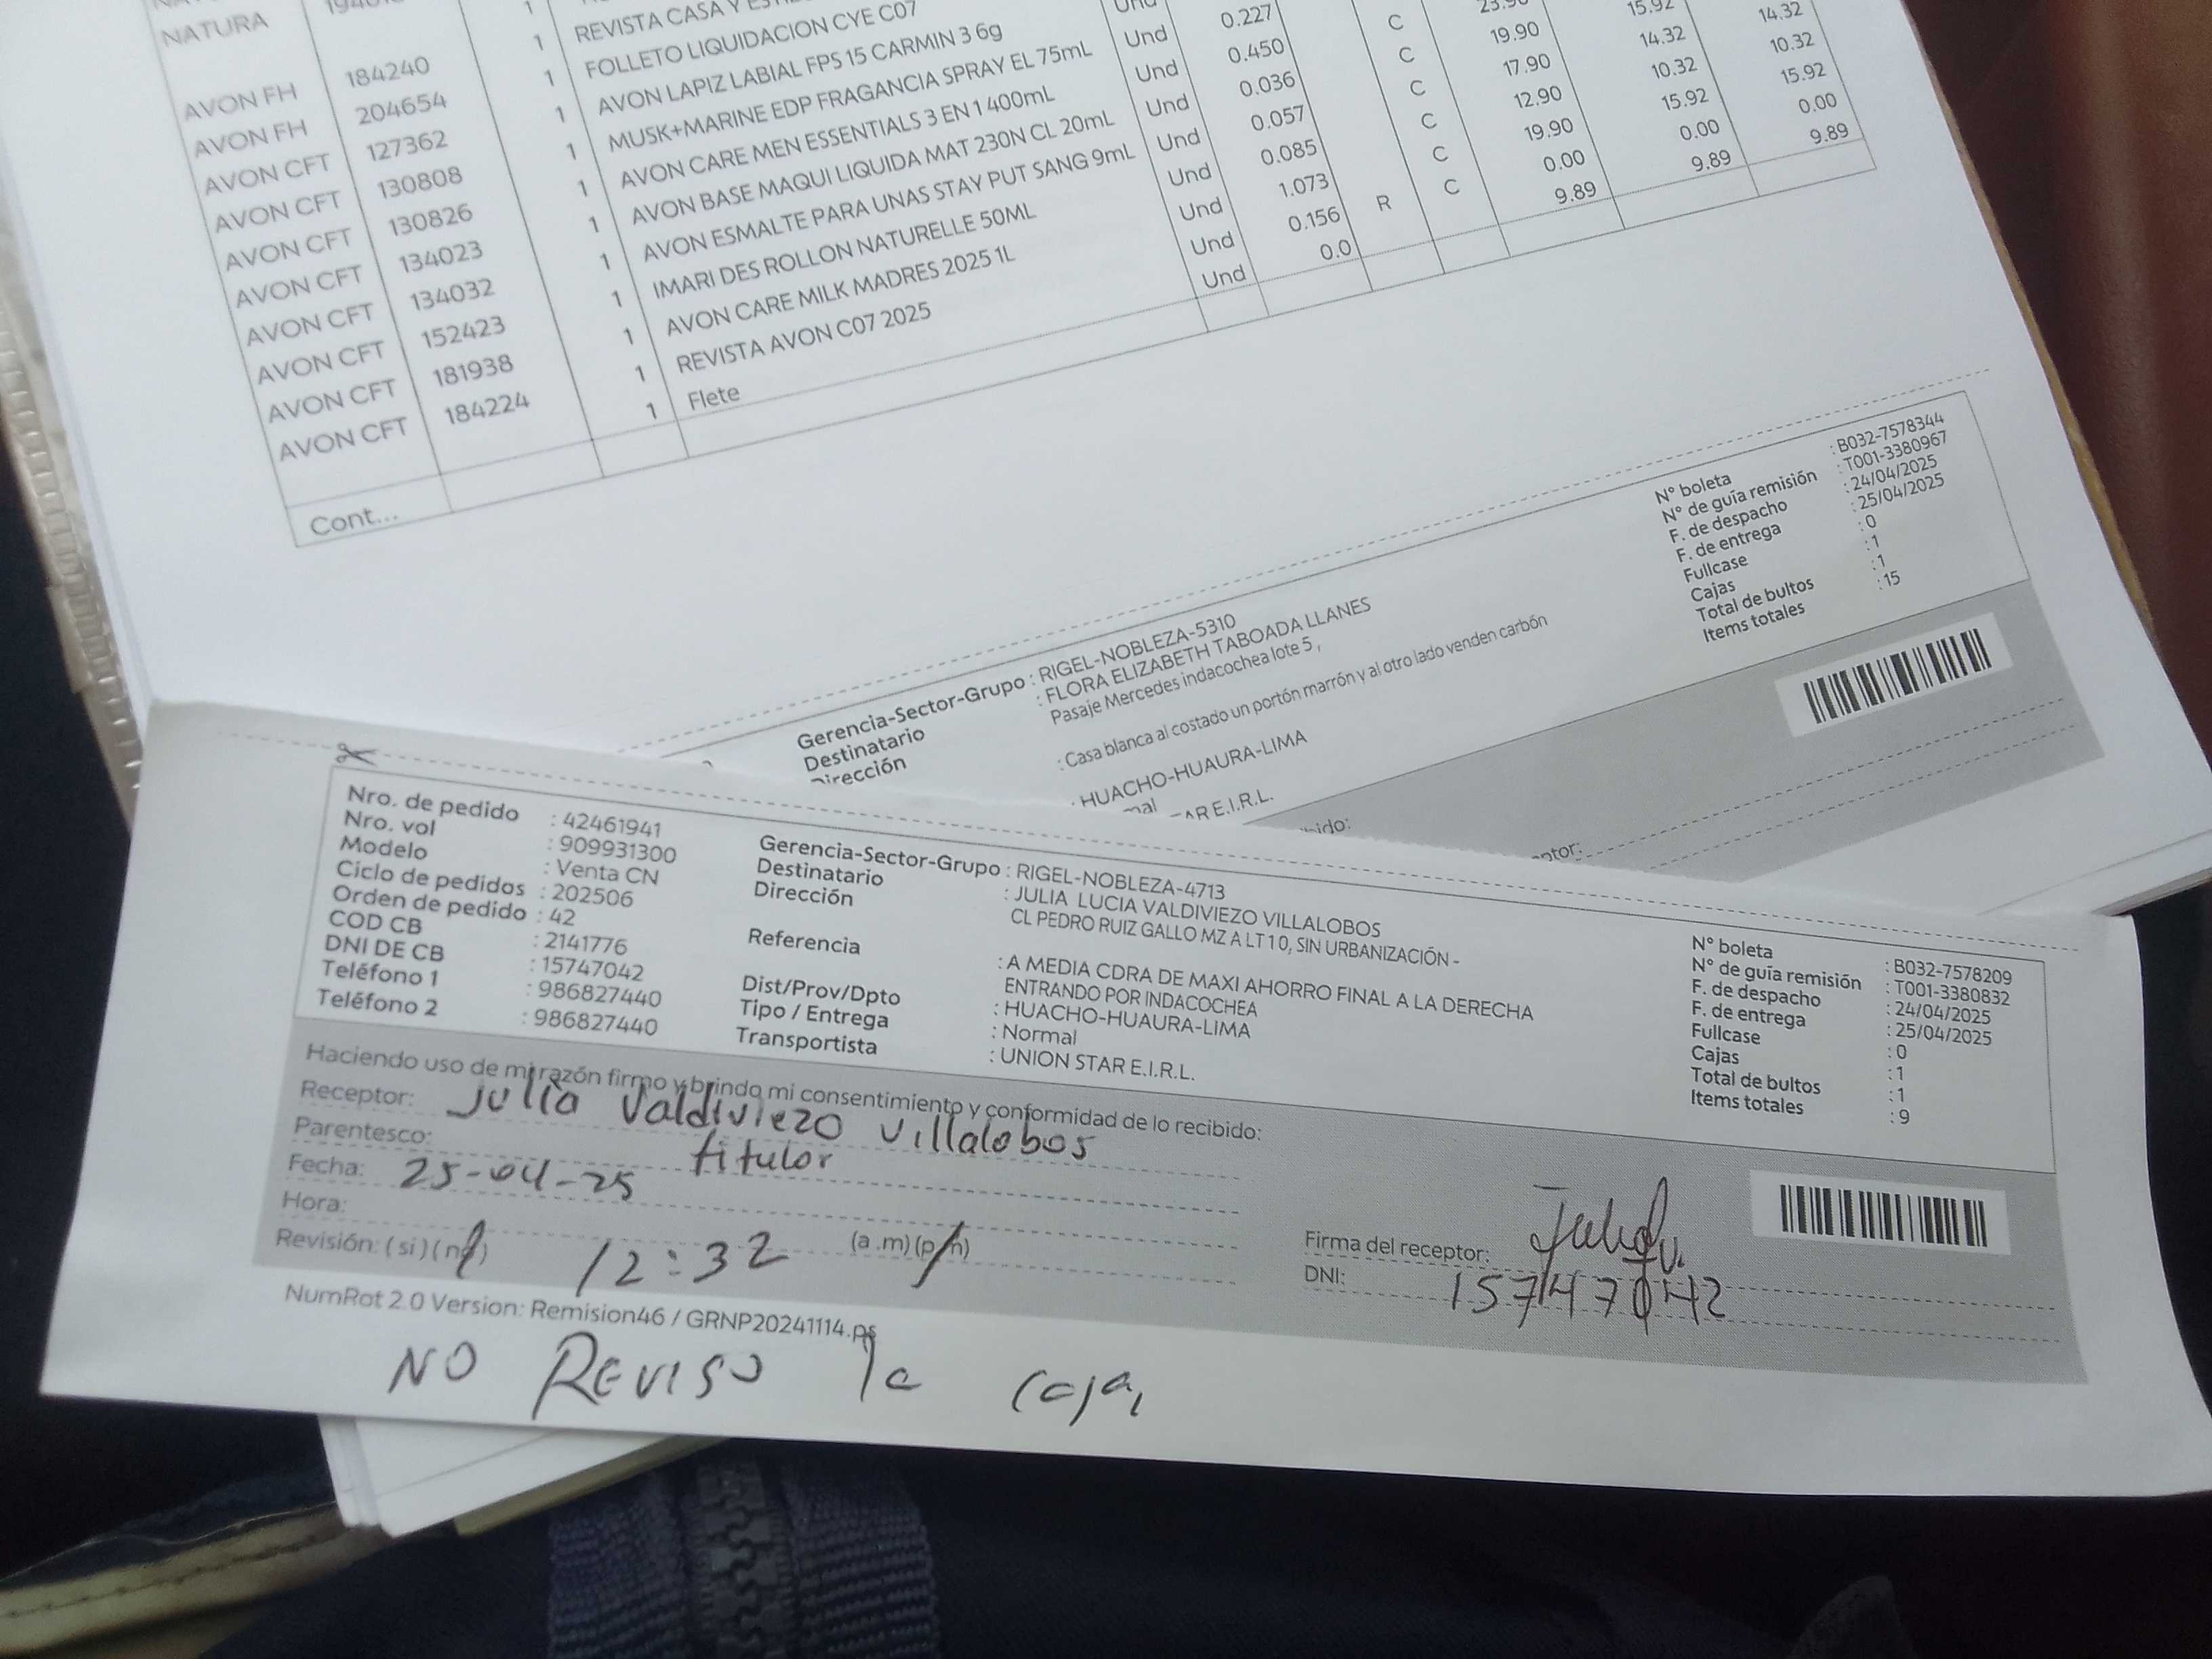 NATURA
AVON FH 184240 1 REVISTA CASA Y
AVON FH 204654 1 FOLLETO LIQUIDACION CYE C07 Und
AVON CFT 127362 1 AVON LAPIZ LABIAL FPS 15 CARMIN 3 6g Und 0.227 C 23.90 15.92 14.32
AVON CFT 130808 1 MUSK+MARINE EDP FRAGANCIA SPRAY EL 75mL Und 0.450 C 19.90 14.32 10.32
AVON CFT 130826 1 AVON CARE MEN ESSENTIALS 3 EN 1 400mL Und 0.036 C 17.90 10.32 15.92
AVON CFT 134023 1 AVON BASE MAQUI LIQUIDA MAT 230N CL 20mL Und 0.057 C 12.90 15.92 0.00
AVON CFT 134032 1 AVON ESMALTE PARA UNAS STAY PUT SANG 9mL Und 0.085 C 19.90 0.00 9.89
AVON CFT 152423 1 IMARI DES ROLLON NATURELLE 50ML Und 1.073 R C 0.00 9.89
AVON CFT 181938 1 AVON CARE MILK MADRES 2025 1L Und 0.156 9.89
AVON CFT 184224 1 REVISTA AVON C07 2025 Und 0.0
1 Flete
Cont...
Gerencia-Sector-Grupo : RIGEL-NOBLEZA-5310
Destinatario : FLORA ELIZABETH TABOADA LLANES
Dirección Pasaje Mercedes indacochea lote 5 ,
: Casa blanca al costado un portón marrón y al otro lado venden carbón
: HUACHO-HUAURA-LIMA
E.I.R.L.
N° boleta : B032-7578344
N° de guía remisión : T001-3380967
F. de despacho : 24/04/2025
F. de entrega : 25/04/2025
Fullcase : 0
Cajas : 1
Total de bultos : 1
Items totales : 15
Nro. de pedido : 42461941
Nro. vol : 909931300
Modelo : Venta CN
Ciclo de pedidos : 202506
Orden de pedido : 42
COD CB : 2141776
DNI DE CB : 15747042
Teléfono 1 : 986827440
Teléfono 2 : 986827440
Gerencia-Sector-Grupo : RIGEL-NOBLEZA-4713
Destinatario : JULIA LUCIA VALDIVIEZO VILLALOBOS
Dirección CL PEDRO RUIZ GALLO MZ A LT 10, SIN URBANIZACIÓN -
Referencia : A MEDIA CDRA DE MAXI AHORRO FINAL A LA DERECHA
ENTRANDO POR INDACOCHEA
Dist/Prov/Dpto : HUACHO-HUAURA-LIMA
Tipo / Entrega : Normal
Transportista : UNION STAR E.I.R.L.
N° boleta : B032-7578209
N° de guía remisión : T001-3380832
F. de despacho : 24/04/2025
F. de entrega : 25/04/2025
Fullcase : 0
Cajas : 1
Total de bultos : 1
Items totales : 9
Haciendo uso de mi razón firmo y brindo mi consentimiento y conformidad de lo recibido:
Receptor: Julia Valdiviezo Villalobos
Parentesco: titular
Fecha: 25-04-25
Hora: 12:32 (a.m)(p.m)
Revisión: (si)(no)
Firma del receptor:
DNI: 15747042
NumRot 2.0 Version: Remision46 / GRNP20241114.ps
NO REVISO la caja,